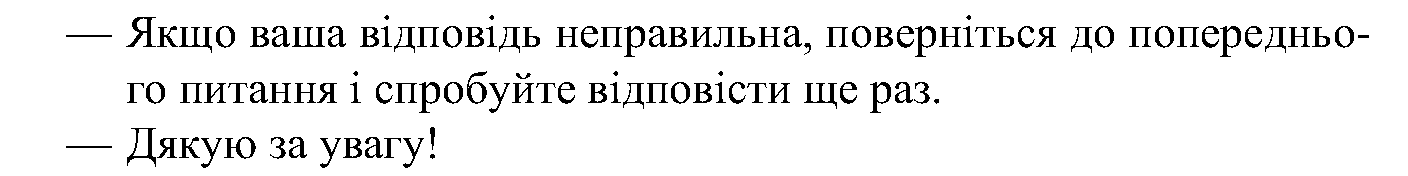 — Якщо ваша відповідь неправильна, поверніться до попередньо-
го питання і спробуйте відповісти ще раз.
— Дякую за увагу!